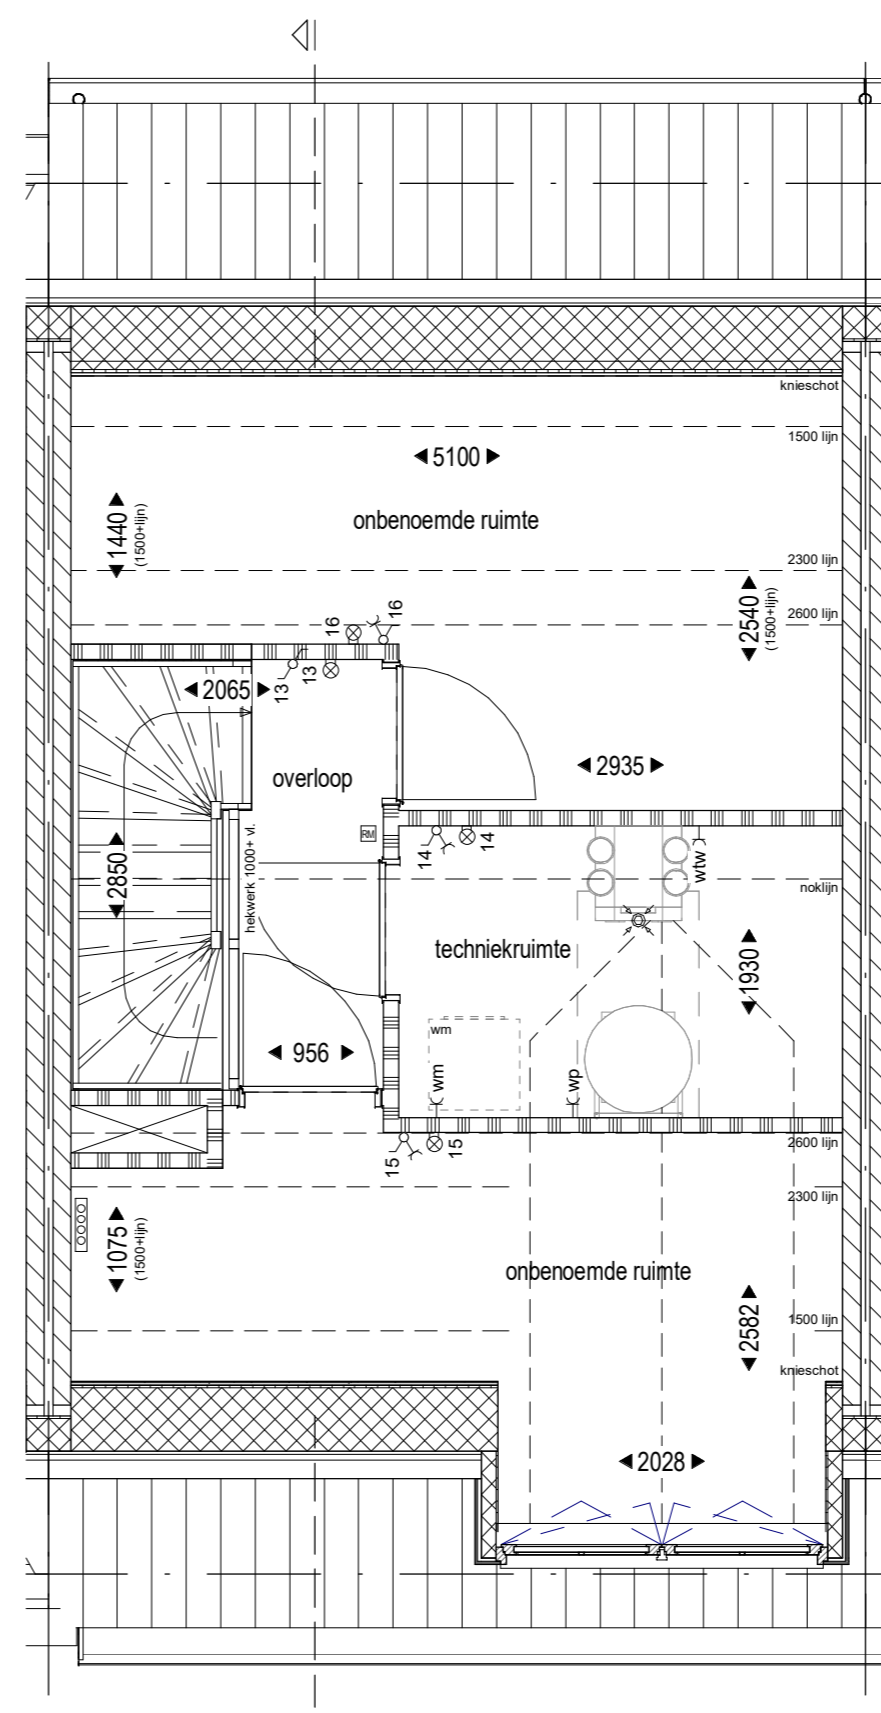 knieschot
1500 lijn
5100
onbenoemde ruimte
1440
(1500+lijn)
2300 lijn
2540
(1500+lijn)
2600 lijn
16
16
13
13
2065
2935
overloop
RM
14
14
wtw
hekwerk 1000+ vl.
2850
noklijn
techniekruimte
1930
wm
956
wm
wp
15
15
2600 lijn
2300 lijn
1075
(1500+lijn)
onbenoemde ruimte
2582
1500 lijn
knieschot
2028